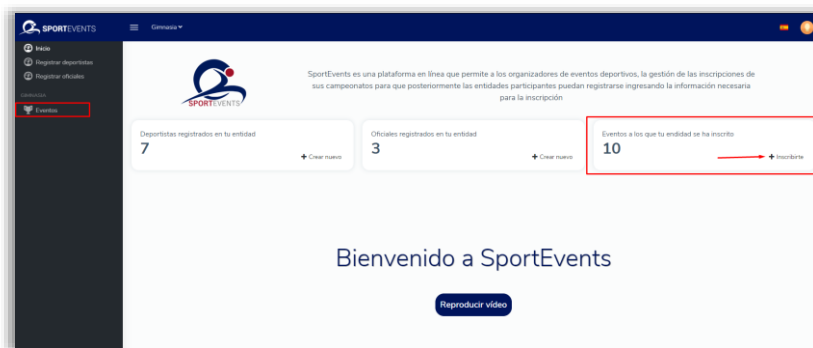 SPORTEVENTS
Gimnasia
Inicio
Registrar deportistas
Registrar oficiales
GIMNASIA
Eventos
SPORTEVENTS
SportEvents es una plataforma en línea que permite a los organizadores de eventos deportivos, la gestión de las inscripciones de
sus campeonatos para que posteriormente las entidades participantes puedan registrarse ingresando la información necesaria
para la inscripción
Deportistas registrados en tu entidad
7
+ Crear nuevo
Oficiales registrados en tu entidad
3
+ Crear nuevo
Eventos a los que tu endidad se ha inscrito
10
+ Inscribirte
Bienvenido a SportEvents
Reproducir vídeo